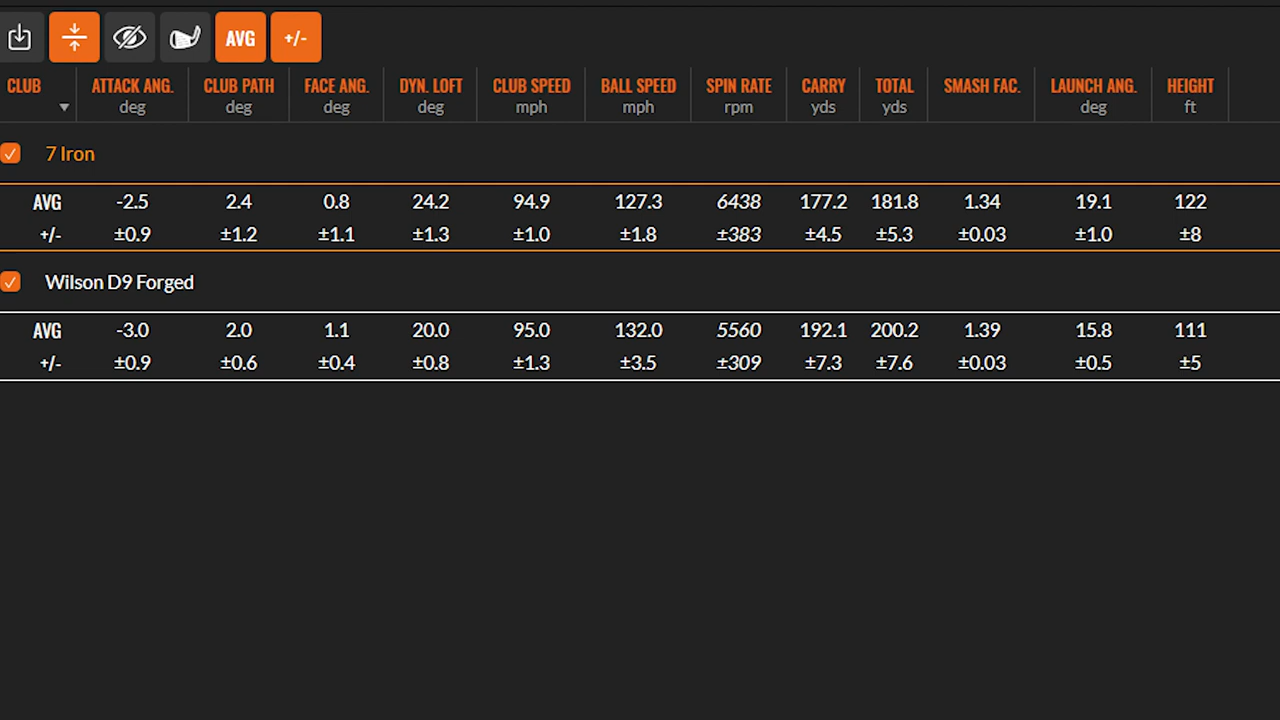 AVG +/-
CLUB ATTACK ANG. CLUB PATH FACE ANG. DYN. LOFT CLUB SPEED BALL SPEED SPIN RATE CARRY TOTAL SMASH FAC. LAUNCH ANG. HEIGHT
deg deg deg deg mph mph rpm yds yds deg ft
7 Iron
AVG -2.5 2.4 0.8 24.2 94.9 127.3 6438 177.2 181.8 1.34 19.1 122
+/- ±0.9 ±1.2 ±1.1 ±1.3 ±1.0 ±1.8 ±383 ±4.5 ±5.3 ±0.03 ±1.0 ±8
Wilson D9 Forged
AVG -3.0 2.0 1.1 20.0 95.0 132.0 5560 192.1 200.2 1.39 15.8 111
+/- ±0.9 ±0.6 ±0.4 ±0.8 ±1.3 ±3.5 ±309 ±7.3 ±7.6 ±0.03 ±0.5 ±5